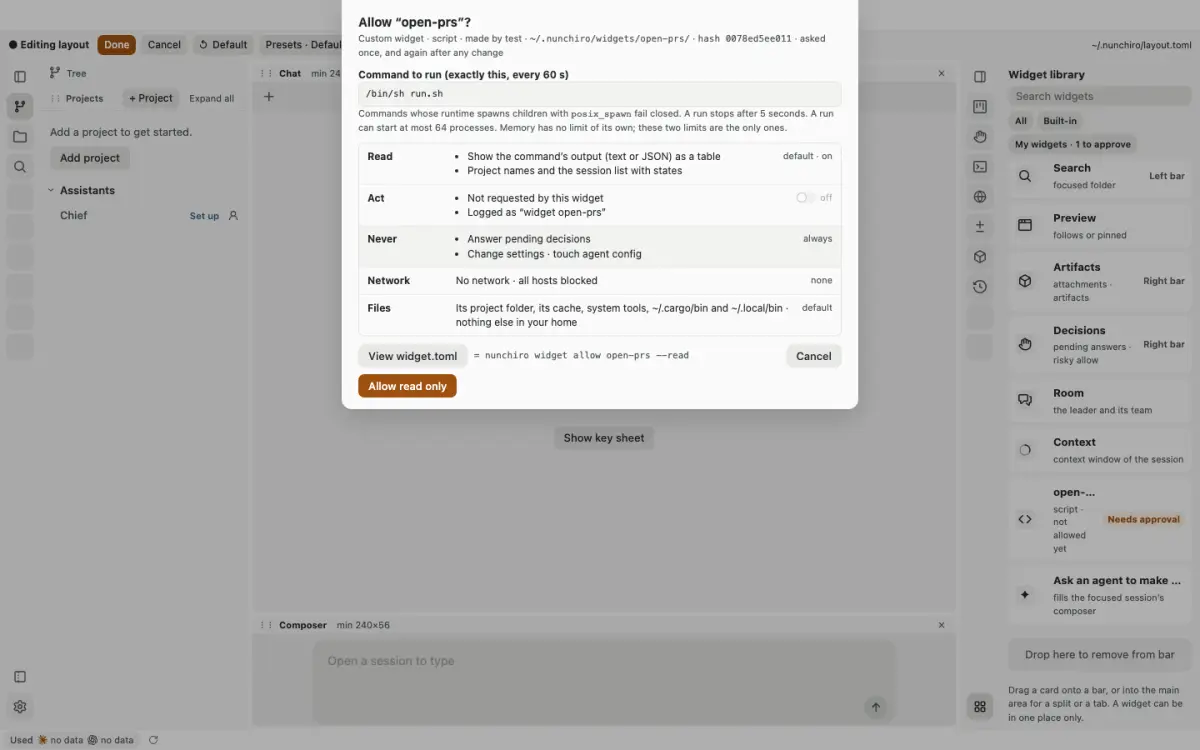 Allow “open-prs”?
Custom widget · script · made by test · ~/.nunchiro/widgets/open-prs/ · hash 0078ed5ee011 · asked
once, and again after any change
Command to run (exactly this, every 60 s)
/bin/sh run.sh
Commands whose runtime spawns children with posix_spawn fail closed. A run stops after 5 seconds. A run
can start at most 64 processes. Memory has no limit of its own; these two limits are the only ones.
Read
• Show the command's output (text or JSON) as a table
• Project names and the session list with states
default · on
Act
• Not requested by this widget
• Logged as “widget open-prs”
off
Never
• Answer pending decisions
• Change settings · touch agent config
always
Network
No network · all hosts blocked
none
Files
Its project folder, its cache, system tools, ~/.cargo/bin and ~/.local/bin ·
nothing else in your home
default
View widget.toml
= nunchiro widget allow open-prs --read
Cancel
Allow read only
Editing layout
Done
Cancel
Default
Presets · Defaul
~/.nunchiro/layout.toml
Tree
Projects
+ Project
Expand all
Add a project to get started.
Add project
Assistants
Chief
Set up
Chat
min 24
Show key sheet
Composer
min 240×56
Open a session to type
Widget library
Search widgets
All
Built-in
My widgets · 1 to approve
Search
focused folder
Left bar
Preview
follows or pinned
Artifacts
attachments ·
artifacts
Right bar
Decisions
pending answers ·
risky allow
Right bar
Room
the leader and its team
Context
context window of the session
open-...
script ·
not
allowed
yet
Needs approval
Ask an agent to make ...
fills the focused session's
composer
Drop here to remove from bar
Drag a card onto a bar, or into the main
area for a split or a tab. A widget can be
in one place only.
Used
no data
no data